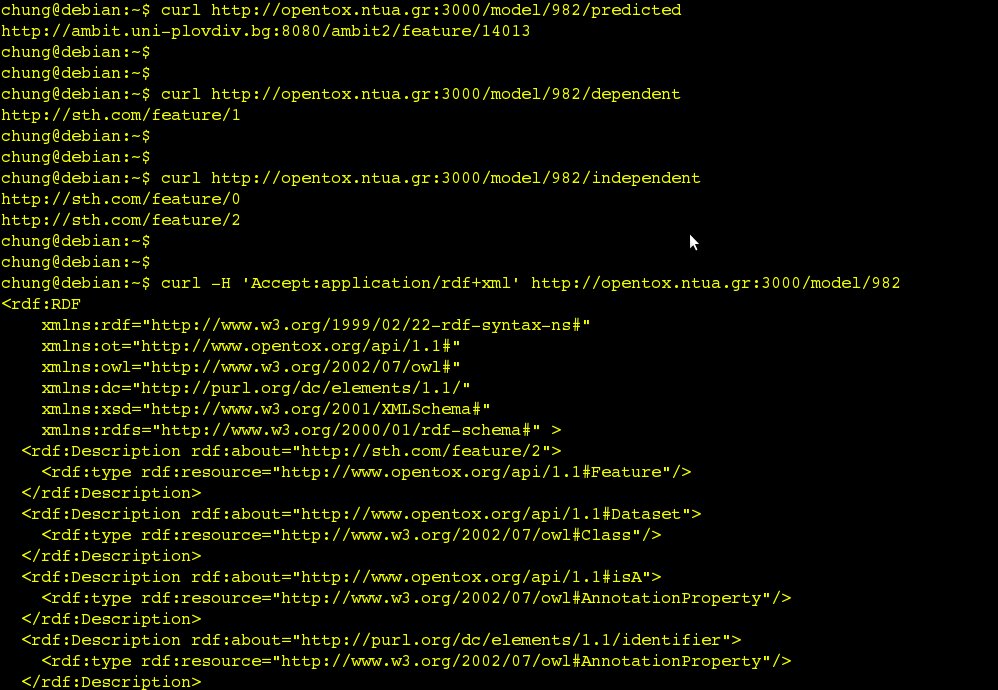 chung@debian:~$ curl http://opentox.ntua.gr:3000/model/982/predicted
http://ambit.uni-plovdiv.bg:8080/ambit2/feature/14013
chung@debian:~$
chung@debian:~$
chung@debian:~$ curl http://opentox.ntua.gr:3000/model/982/dependent
http://sth.com/feature/1
chung@debian:~$
chung@debian:~$
chung@debian:~$ curl http://opentox.ntua.gr:3000/model/982/independent
http://sth.com/feature/0
http://sth.com/feature/2
chung@debian:~$
chung@debian:~$
chung@debian:~$ curl -H 'Accept:application/rdf+xml' http://opentox.ntua.gr:3000/model/982
<rdf:RDF
    xmlns:rdf="http://www.w3.org/1999/02/22-rdf-syntax-ns#"
    xmlns:ot="http://www.opentox.org/api/1.1#"
    xmlns:owl="http://www.w3.org/2002/07/owl#"
    xmlns:dc="http://purl.org/dc/elements/1.1/"
    xmlns:xsd="http://www.w3.org/2001/XMLSchema#"
    xmlns:rdfs="http://www.w3.org/2000/01/rdf-schema#" >
  <rdf:Description rdf:about="http://sth.com/feature/2">
    <rdf:type rdf:resource="http://www.opentox.org/api/1.1#Feature"/>
  </rdf:Description>
  <rdf:Description rdf:about="http://www.opentox.org/api/1.1#Dataset">
    <rdf:type rdf:resource="http://www.w3.org/2002/07/owl#Class"/>
  </rdf:Description>
  <rdf:Description rdf:about="http://www.opentox.org/api/1.1#isA">
    <rdf:type rdf:resource="http://www.w3.org/2002/07/owl#AnnotationProperty"/>
  </rdf:Description>
  <rdf:Description rdf:about="http://purl.org/dc/elements/1.1/identifier">
    <rdf:type rdf:resource="http://www.w3.org/2002/07/owl#AnnotationProperty"/>
  </rdf:Description>